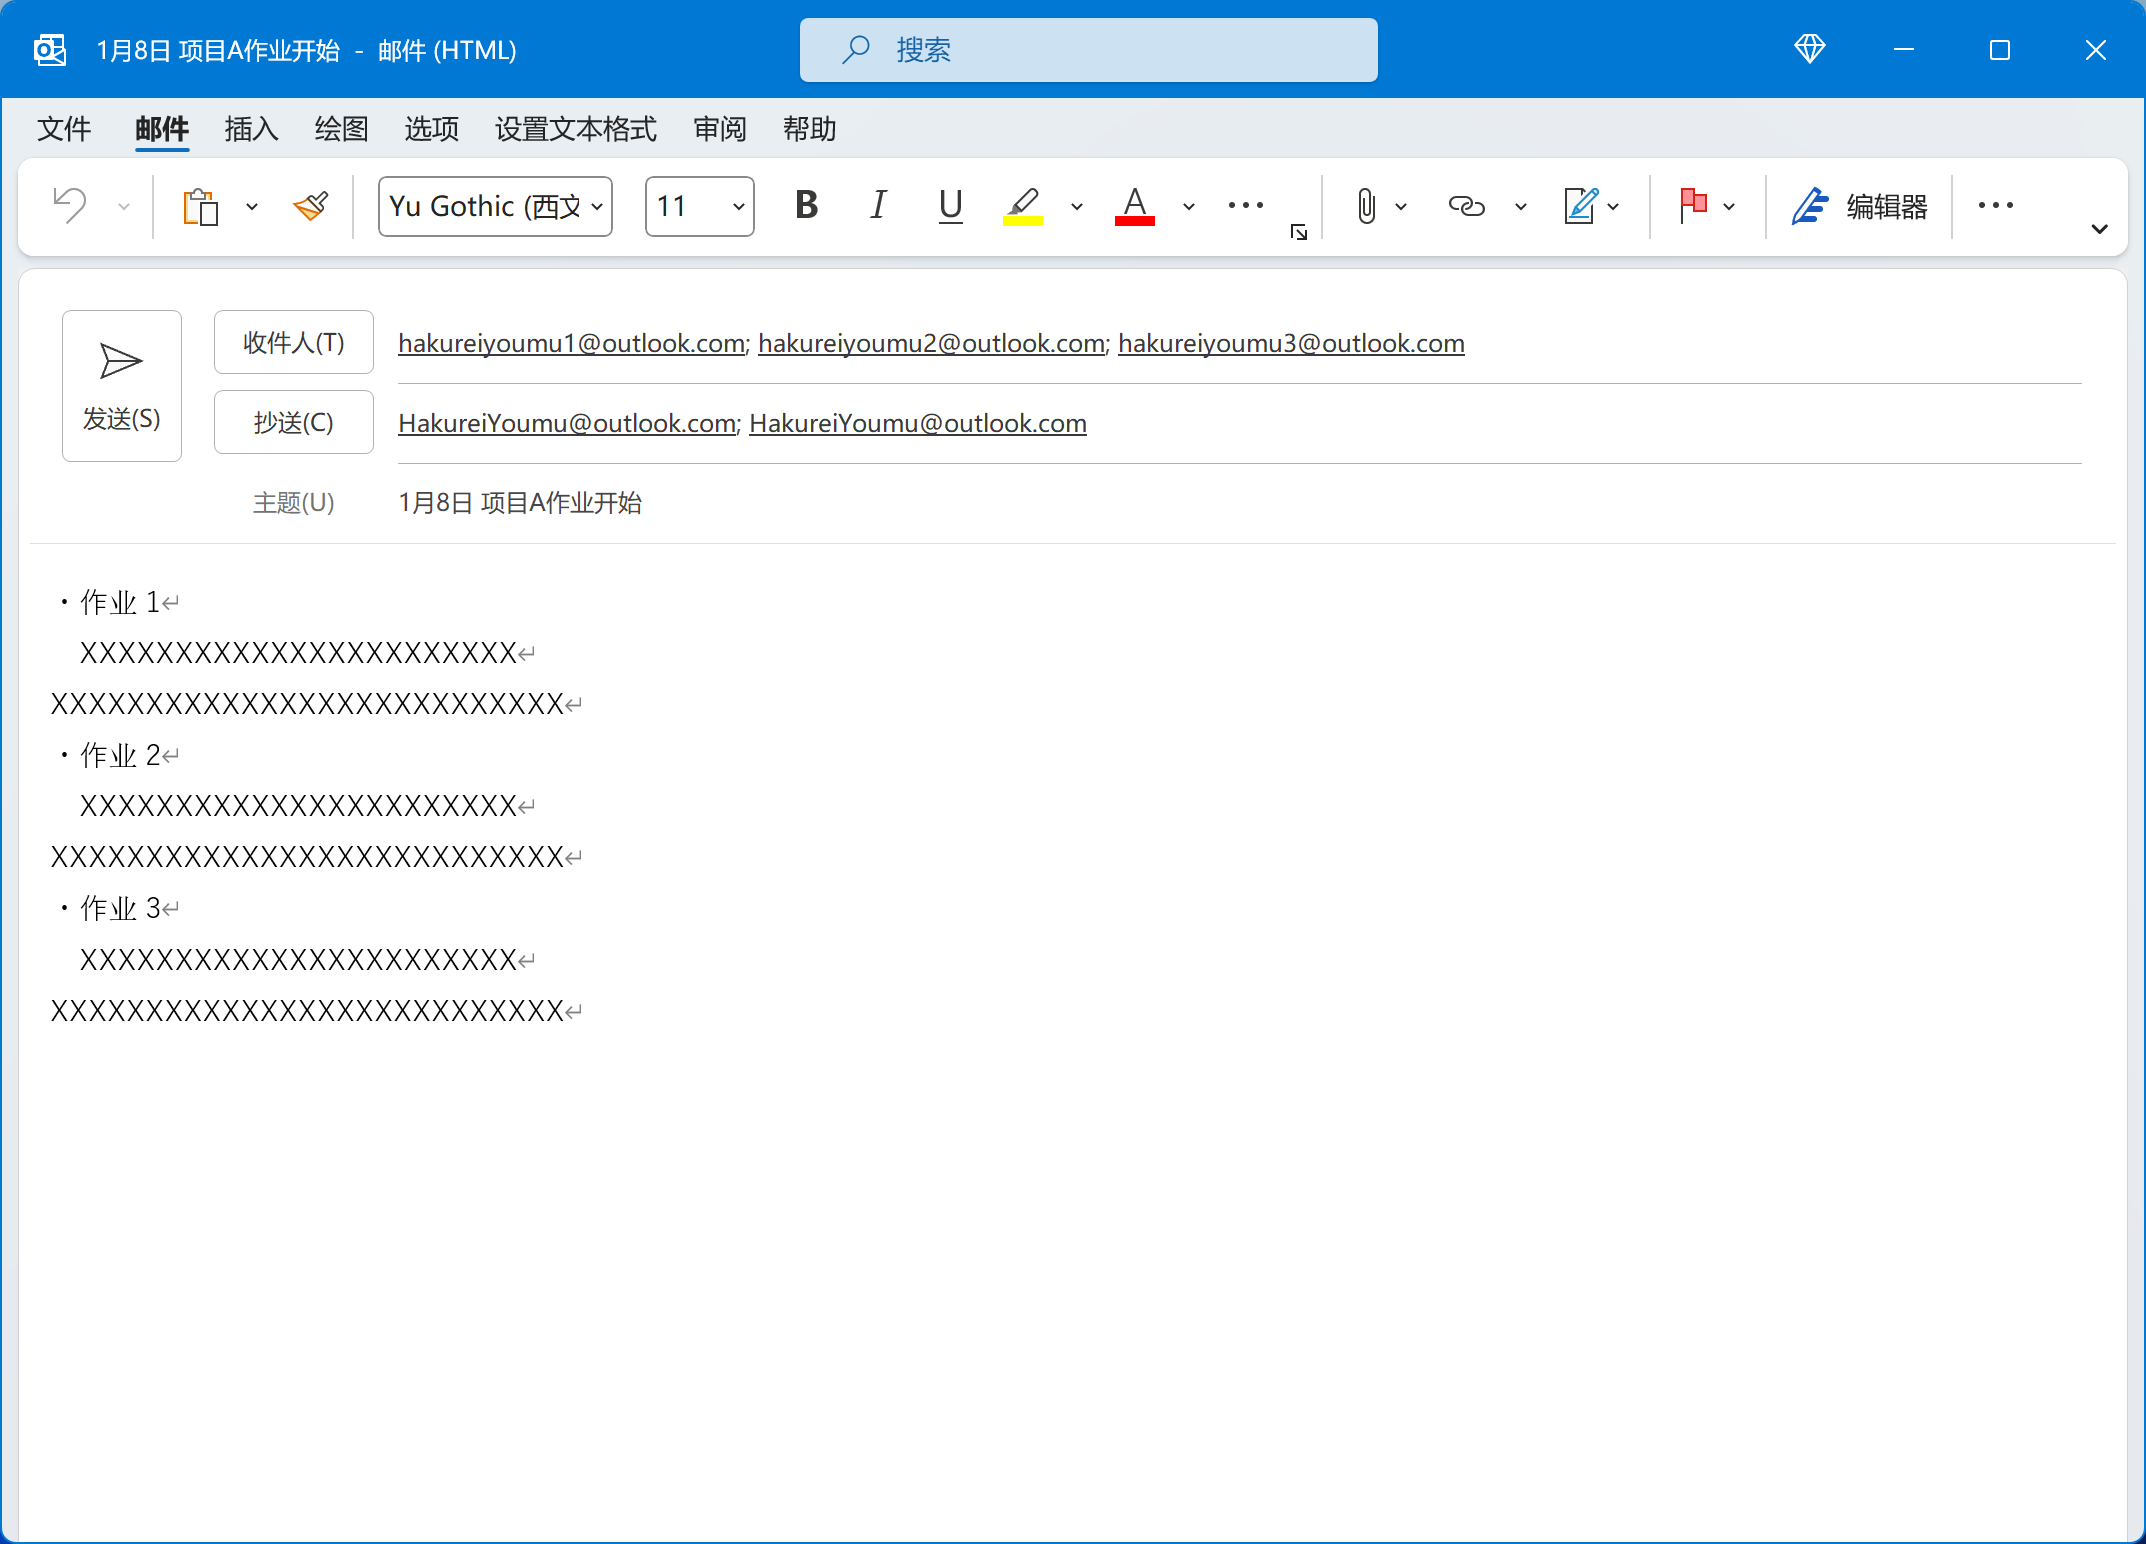 1月8日 项目A作业开始 - 邮件 (HTML)
搜索
文件 邮件 插入 绘图 选项 设置文本格式 审阅 帮助
Yu Gothic (西文 11 B I U A 编辑器
发送(S)
收件人(T) hakureiyoumu1@outlook.com; hakureiyoumu2@outlook.com; hakureiyoumu3@outlook.com
抄送(C) HakureiYoumu@outlook.com; HakureiYoumu@outlook.com
主题(U) 1月8日 项目A作业开始
・作业 1↵
XXXXXXXXXXXXXXXXXXXXXXX↵
XXXXXXXXXXXXXXXXXXXXXXXXXXX↵
・作业 2↵
XXXXXXXXXXXXXXXXXXXXXXX↵
XXXXXXXXXXXXXXXXXXXXXXXXXXX↵
・作业 3↵
XXXXXXXXXXXXXXXXXXXXXXX↵
XXXXXXXXXXXXXXXXXXXXXXXXXXX↵